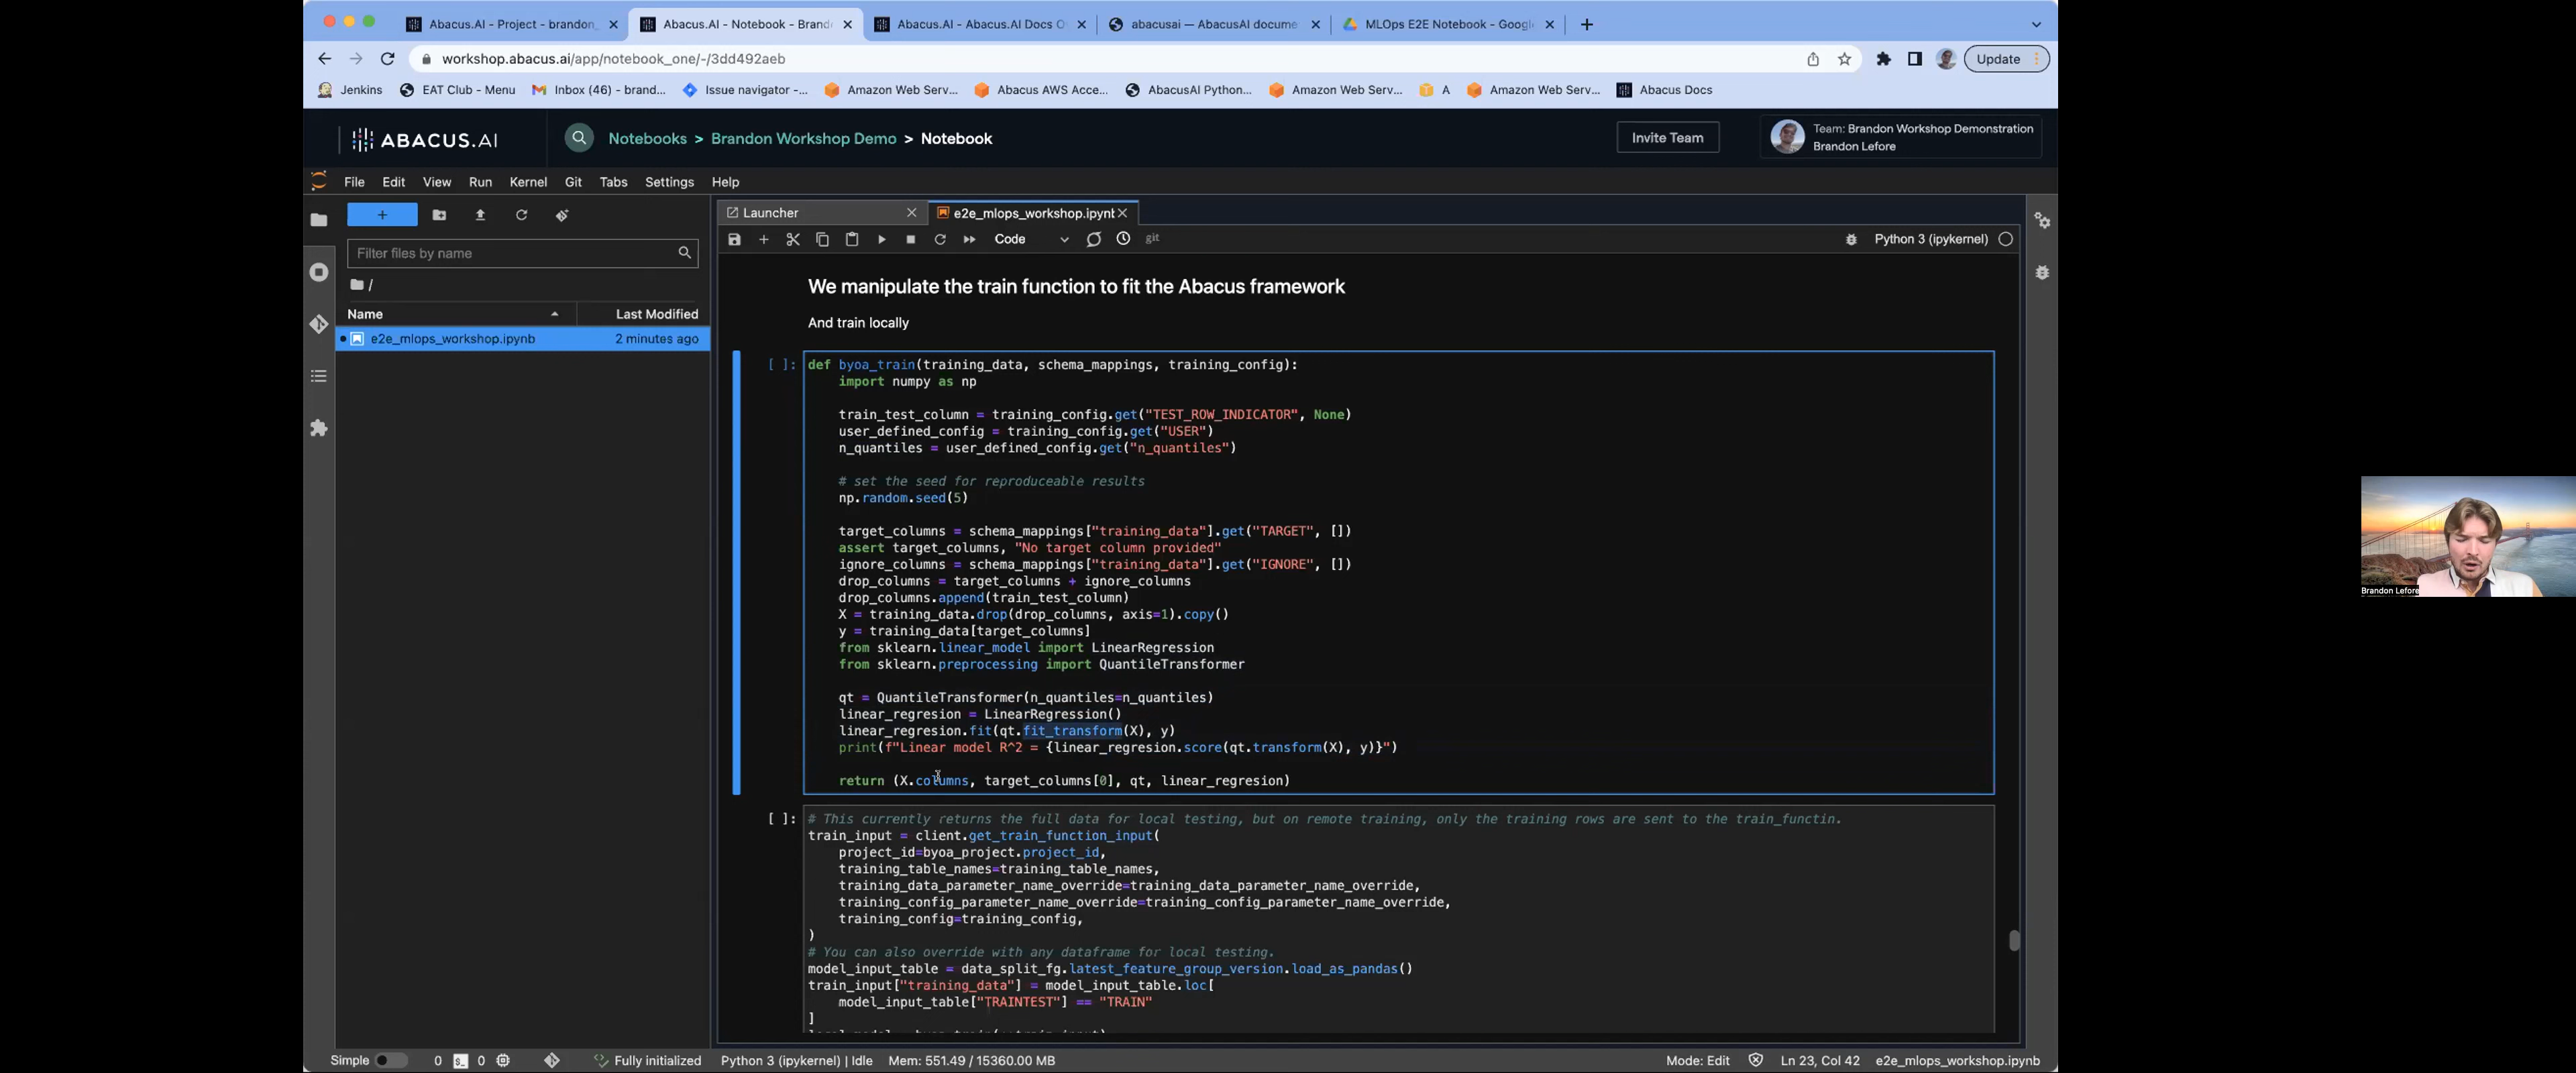 Abacus.AI - Project - brandon_
Abacus.AI - Notebook - Brand
Abacus.AI - Abacus.AI Docs O
abacusai — AbacusAI docume
MLOps E2E Notebook - Google
workshop.abacus.ai/app/notebook_one/-/3dd492aeb
Update
Jenkins
EAT Club - Menu
Inbox (46) - brand...
Issue navigator -...
Amazon Web Serv...
Abacus AWS Acce...
AbacusAI Python...
Amazon Web Serv...
A
Amazon Web Serv...
Abacus Docs
ABACUS.AI
Notebooks > Brandon Workshop Demo > Notebook
Invite Team
Team: Brandon Workshop Demonstration
Brandon Lefore
File Edit View Run Kernel Git Tabs Settings Help
+
Filter files by name
/
Name Last Modified
e2e_mlops_workshop.ipynb 2 minutes ago
Launcher
e2e_mlops_workshop.ipynb
Code
git
Python 3 (ipykernel)
We manipulate the train function to fit the Abacus framework
And train locally
[ ]: def byoa_train(training_data, schema_mappings, training_config):
import numpy as np
train_test_column = training_config.get("TEST_ROW_INDICATOR", None)
user_defined_config = training_config.get("USER")
n_quantiles = user_defined_config.get("n_quantiles")
# set the seed for reproduceable results
np.random.seed(5)
target_columns = schema_mappings["training_data"].get("TARGET", [])
assert target_columns, "No target column provided"
ignore_columns = schema_mappings["training_data"].get("IGNORE", [])
drop_columns = target_columns + ignore_columns
drop_columns.append(train_test_column)
X = training_data.drop(drop_columns, axis=1).copy()
y = training_data[target_columns]
from sklearn.linear_model import LinearRegression
from sklearn.preprocessing import QuantileTransformer
qt = QuantileTransformer(n_quantiles=n_quantiles)
linear_regresion = LinearRegression()
linear_regresion.fit(qt.fit_transform(X), y)
print(f"Linear model R^2 = {linear_regresion.score(qt.transform(X), y)}")
return (X.columns, target_columns[0], qt, linear_regresion)
[ ]: # This currently returns the full data for local testing, but on remote training, only the training rows are sent to the train_functin.
train_input = client.get_train_function_input(
project_id=byoa_project.project_id,
training_table_names=training_table_names,
training_data_parameter_name_override=training_data_parameter_name_override,
training_config_parameter_name_override=training_config_parameter_name_override,
training_config=training_config,
)
# You can also override with any dataframe for local testing.
model_input_table = data_split_fg.latest_feature_group_version.load_as_pandas()
train_input["training_data"] = model_input_table.loc[
model_input_table["TRAINTEST"] == "TRAIN"
]
Simple 0 0 Fully initialized Python 3 (ipykernel) | Idle Mem: 551.49 / 15360.00 MB
Mode: Edit Ln 23, Col 42 e2e_mlops_workshop.ipynb
Brandon Lefore